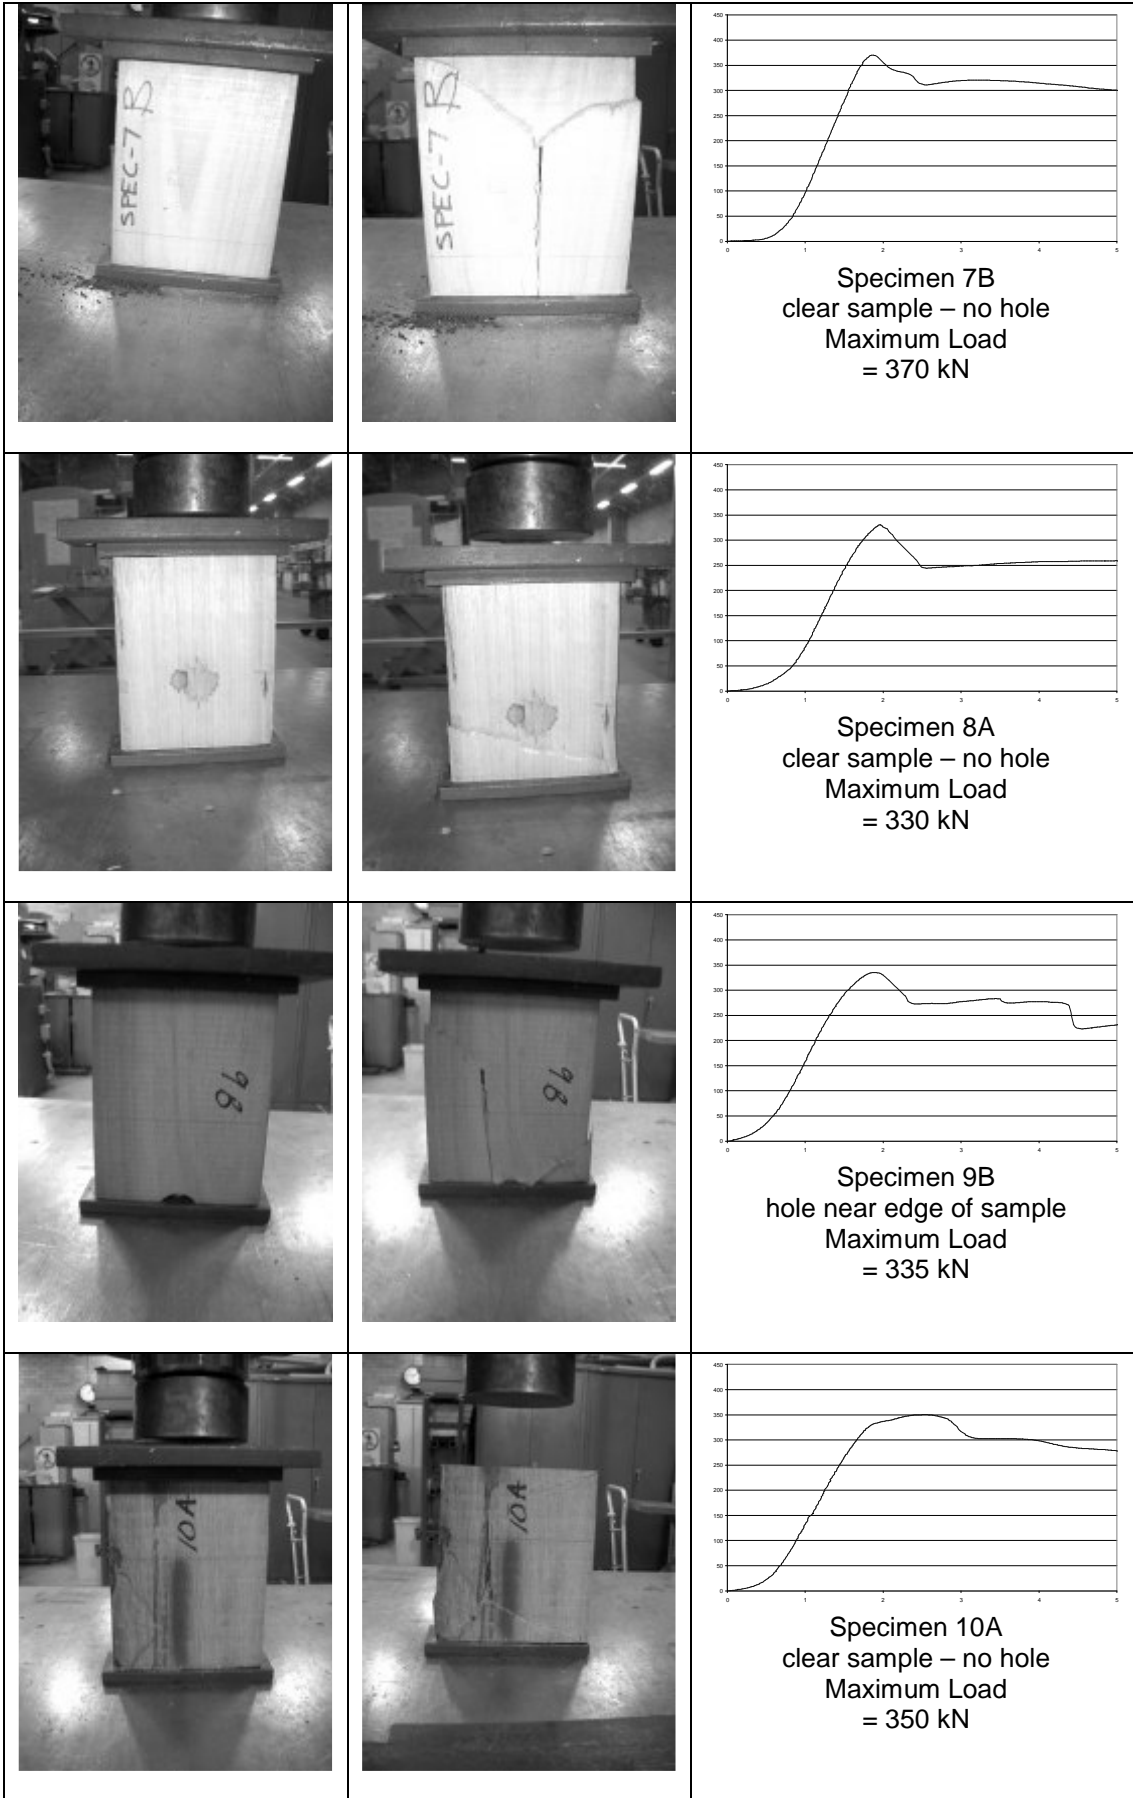 SPEC-7 B
SPEC-7 B
450
400
350
300
250
200
150
100
50
0
0 1 2 3 4 5
Specimen 7B
clear sample – no hole
Maximum Load
= 370 kN
450
400
350
300
250
200
150
100
50
0
0 1 2 3 4 5
Specimen 8A
clear sample – no hole
Maximum Load
= 330 kN
9B
9B
450
400
350
300
250
200
150
100
50
0
0 1 2 3 4 5
Specimen 9B
hole near edge of sample
Maximum Load
= 335 kN
10A
10A
450
400
350
300
250
200
150
100
50
0
0 1 2 3 4 5
Specimen 10A
clear sample – no hole
Maximum Load
= 350 kN